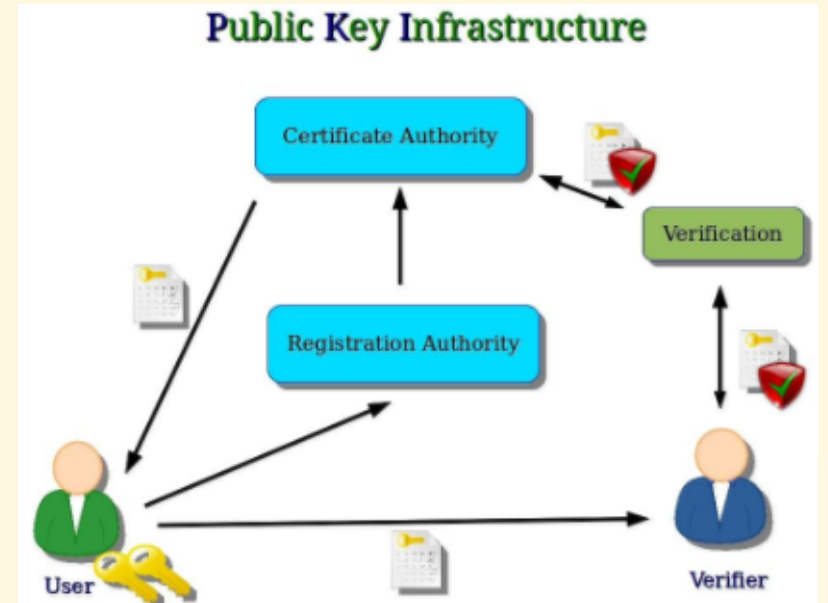 Public Key Infrastructure
Certificate Authority
Verification
Registration Authority
User
Verifier